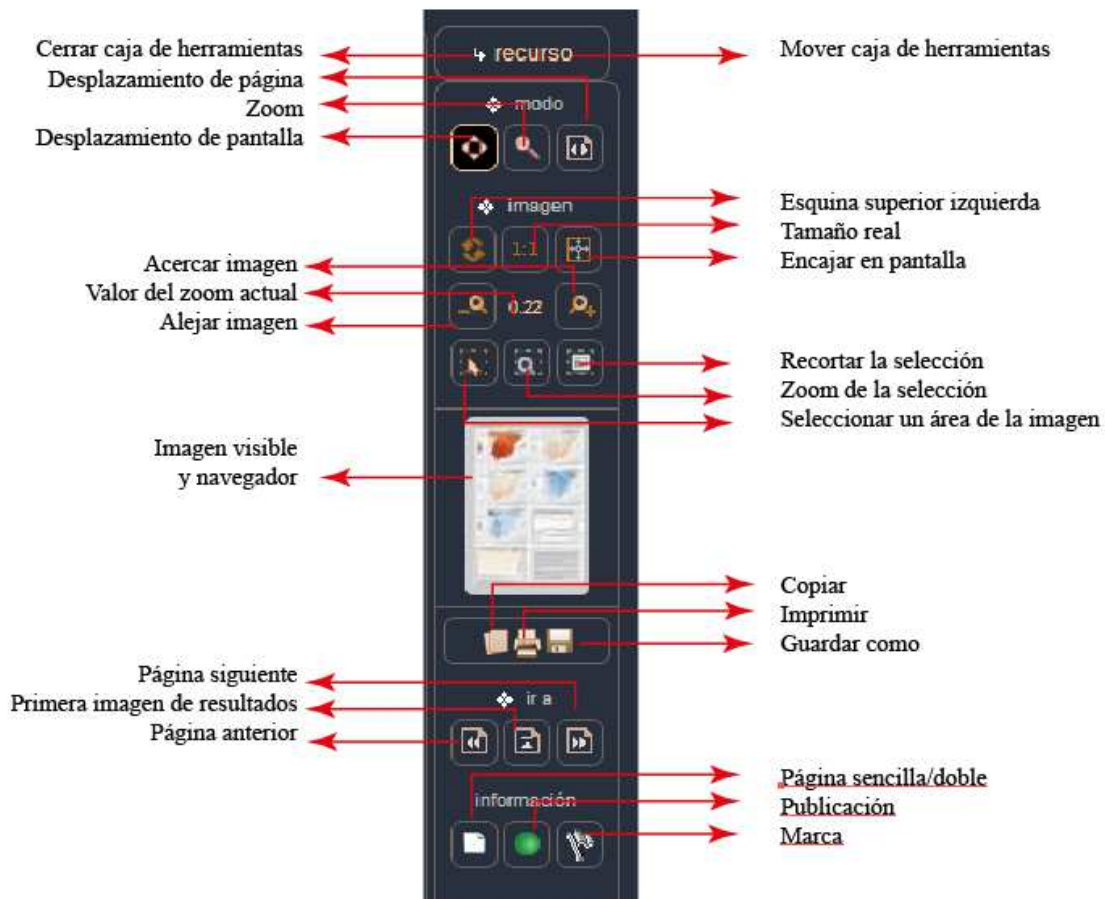 Cerrar caja de herramientas
Desplazamiento de página
Zoom
Desplazamiento de pantalla
recurso
Mover caja de herramientas
modo
imagen
1:1
Esquina superior izquierda
Tamaño real
Encajar en pantalla
Acercar imagen
Valor del zoom actual
Alejar imagen
0.22
Recortar la selección
Zoom de la selección
Seleccionar un área de la imagen
Imagen visible
y navegador
Copiar
Imprimir
Guardar como
Página siguiente
Primera imagen de resultados
Página anterior
ir a
información
Página sencilla/doble
Publicación
Marca